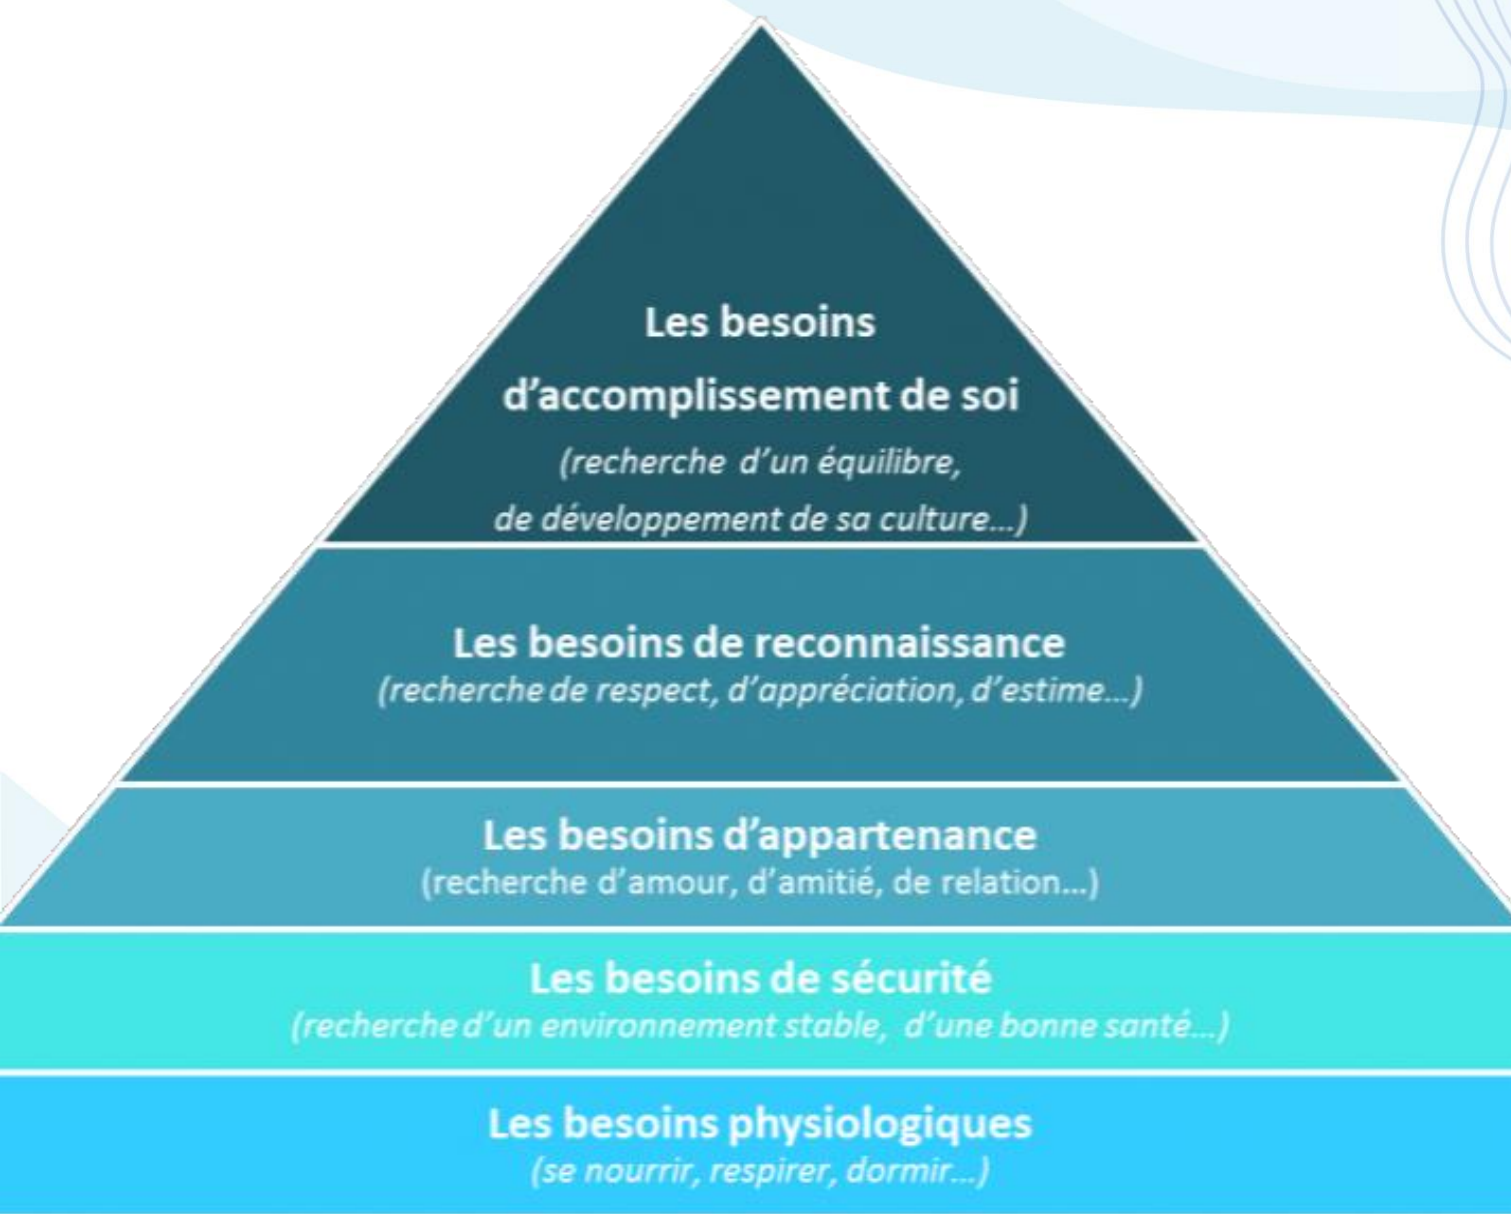 Les besoins
d’accomplissement de soi
(recherche d’un équilibre,
de développement de sa culture…)
Les besoins de reconnaissance
(recherche de respect, d’appréciation, d’estime…)
Les besoins d’appartenance
(recherche d’amour, d’amitié, de relation…)
Les besoins de sécurité
(recherche d’un environnement stable, d’une bonne santé…)
Les besoins physiologiques
(se nourrir, respirer, dormir…)